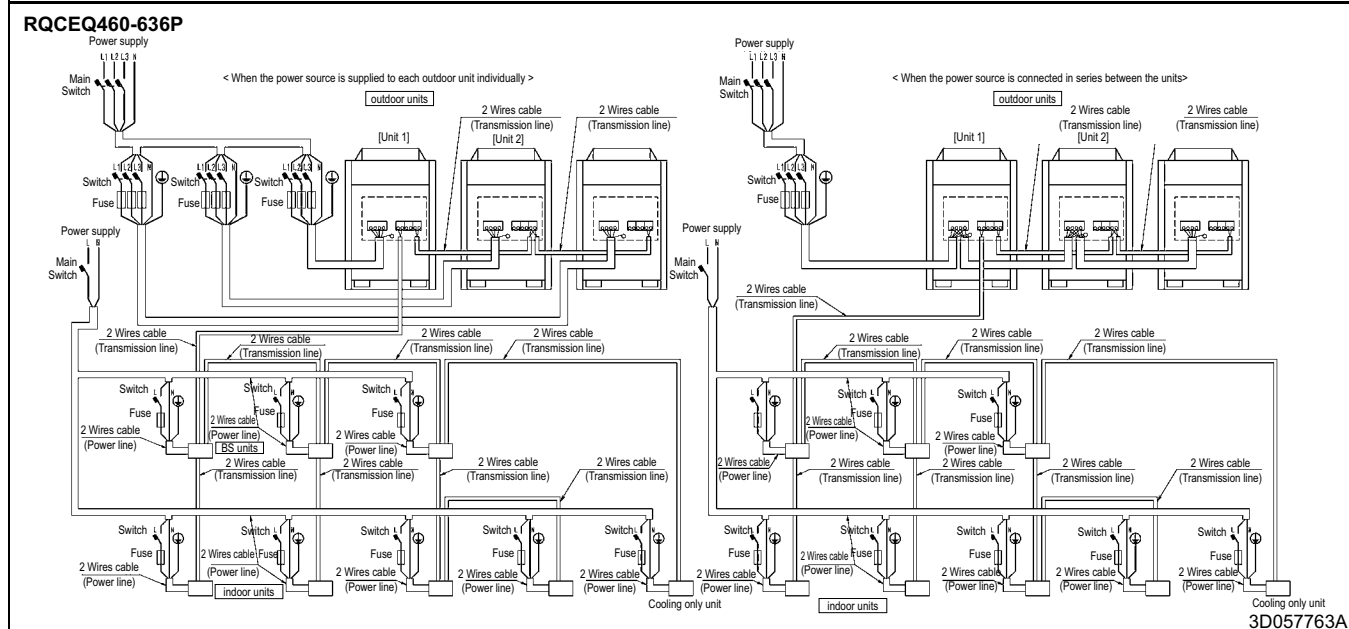 RQCEQ460-636P
Power supply
L1 L2 L3 N
Main
Switch
< When the power source is supplied to each outdoor unit individually >
outdoor units
2 Wires cable
(Transmission line)
2 Wires cable
(Transmission line)
[Unit 1]
[Unit 2]
L1 L2 L3 N
Switch
Fuse
L1 L2 L3 N
Switch
Fuse
L1 L2 L3 N
Switch
Fuse
Power supply
L N
Main
Switch
2 Wires cable
(Transmission line)
2 Wires cable
(Transmission line)
2 Wires cable
(Transmission line)
2 Wires cable
(Transmission line)
Switch
L N
Fuse
2 Wires cable
(Power line)
Switch
L N
Fuse
2 Wires cable
(Power line)
Switch
L N
Fuse
2 Wires cable
(Power line)
BS units
2 Wires cable
(Transmission line)
2 Wires cable
(Transmission line)
2 Wires cable
(Transmission line)
2 Wires cable
(Transmission line)
Switch
L N
Fuse
2 Wires cable
(Power line)
Switch
L N
Fuse
2 Wires cable
(Power line)
Switch
L N
Fuse
2 Wires cable
(Power line)
Switch
L N
Fuse
2 Wires cable
(Power line)
Switch
L N
Fuse
2 Wires cable
(Power line)
indoor units
Cooling only unit
Power supply
L1 L2 L3 N
Main
Switch
< When the power source is connected in series between the units>
outdoor units
2 Wires cable
(Transmission line)
2 Wires cable
(Transmission line)
[Unit 1]
[Unit 2]
L1 L2 L3 N
Switch
Fuse
Power supply
L N
Main
Switch
2 Wires cable
(Transmission line)
2 Wires cable
(Transmission line)
2 Wires cable
(Transmission line)
2 Wires cable
(Transmission line)
L N
2 Wires cable
(Power line)
Switch
L N
Fuse
2 Wires cable
(Power line)
Switch
L N
Fuse
2 Wires cable
(Power line)
2 Wires cable
(Transmission line)
2 Wires cable
(Transmission line)
2 Wires cable
(Transmission line)
2 Wires cable
(Transmission line)
Switch
L N
Fuse
2 Wires cable
(Power line)
Switch
L N
Fuse
2 Wires cable
(Power line)
Switch
L N
Fuse
2 Wires cable
(Power line)
Switch
L N
Fuse
2 Wires cable
(Power line)
Switch
L N
Fuse
2 Wires cable
(Power line)
indoor units
Cooling only unit
3D057763A